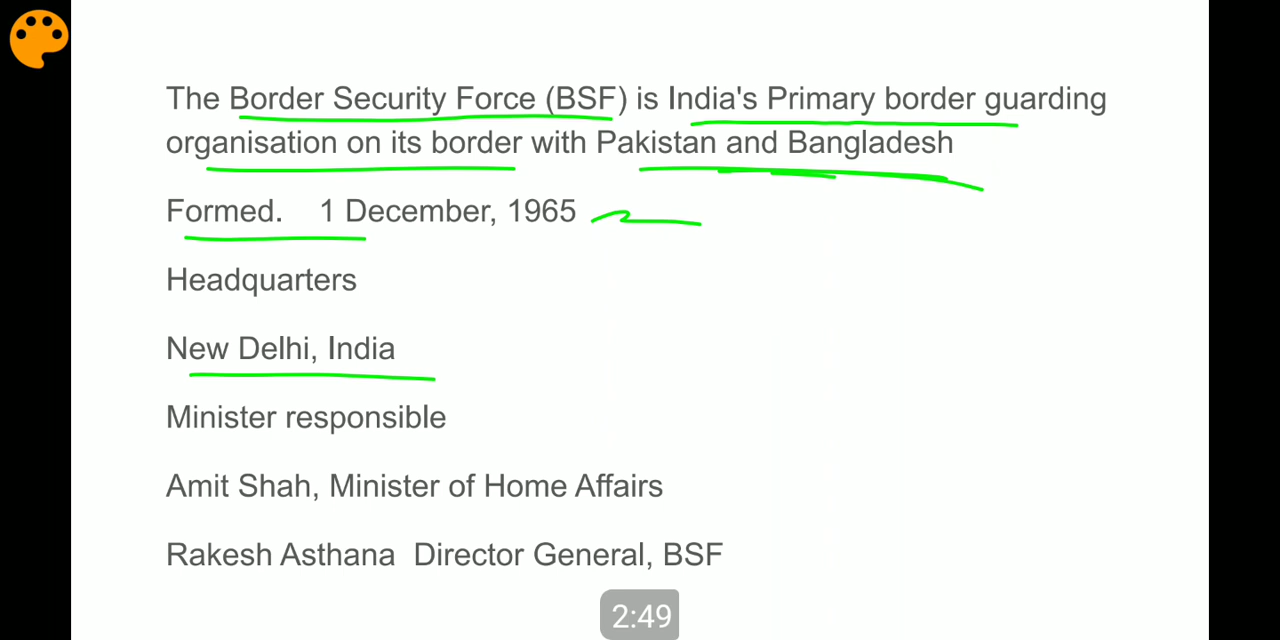 The Border Security Force (BSF) is India's Primary border guarding
organisation on its border with Pakistan and Bangladesh
Formed. 1 December, 1965
Headquarters
New Delhi, India
Minister responsible
Amit Shah, Minister of Home Affairs
Rakesh Asthana Director General, BSF
2:49